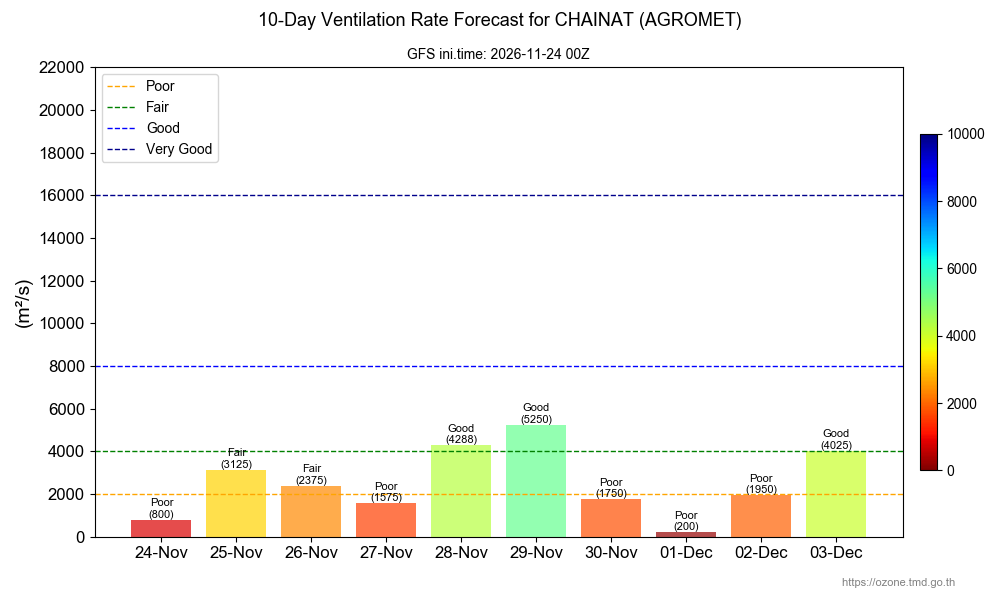 10-Day Ventilation Rate Forecast for CHAINAT (AGROMET)
GFS ini.time: 2026-11-24 00Z
(m²/s)
22000
20000
18000
16000
14000
12000
10000
8000
6000
4000
2000
0
Poor
Fair
Good
Very Good
Poor
(800)
Fair
(3125)
Fair
(2375)
Poor
(1575)
Good
(4288)
Good
(5250)
Poor
(1750)
Poor
(200)
Poor
(1950)
Good
(4025)
24-Nov
25-Nov
26-Nov
27-Nov
28-Nov
29-Nov
30-Nov
01-Dec
02-Dec
03-Dec
10000
8000
6000
4000
2000
0
https://ozone.tmd.go.th